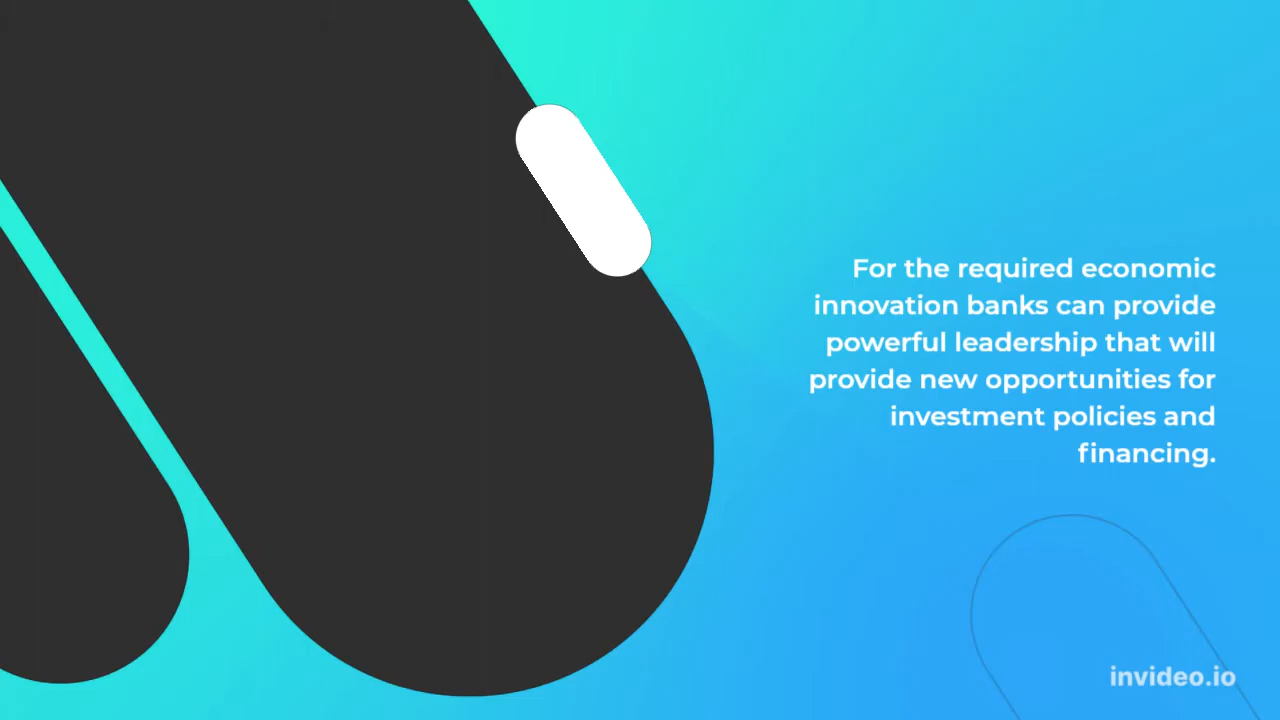 For the required economic
innovation banks can provide
powerful leadership that will
provide new opportunities for
investment policies and
financing.
invideo.io